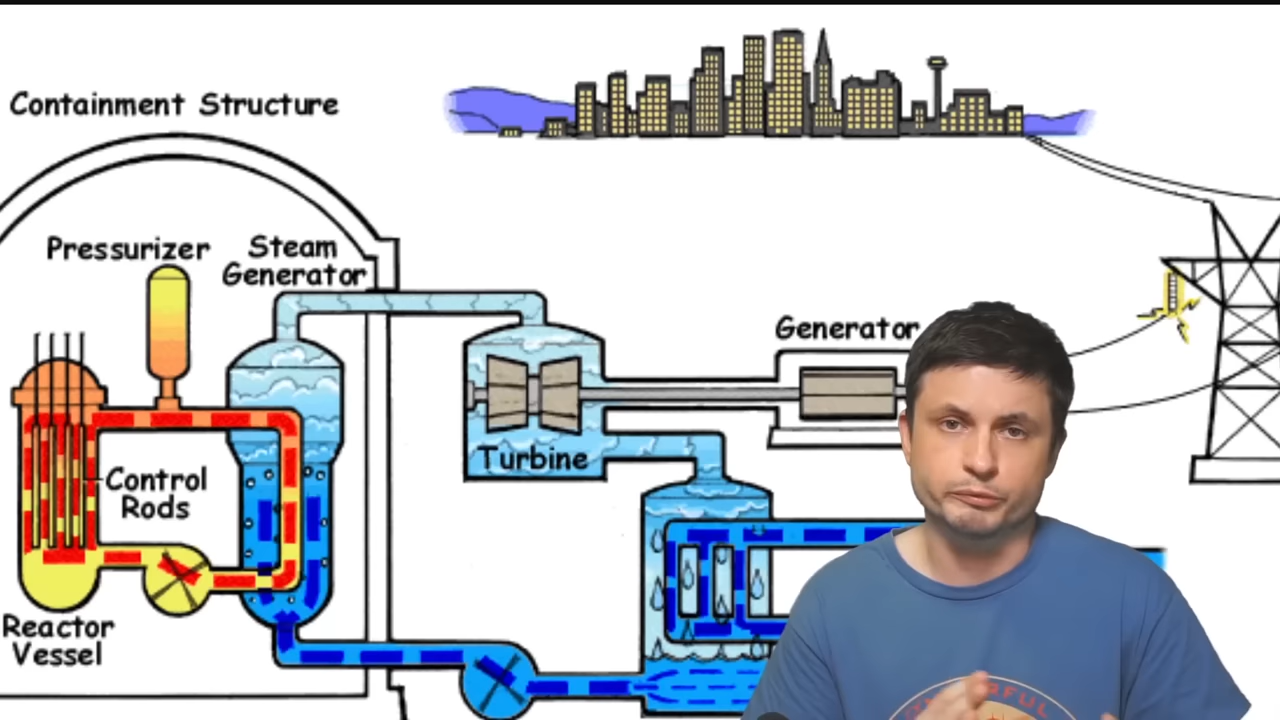 Containment Structure
Pressurizer
Steam
Generator
Generator
Control
Rods
Turbine
Reactor
Vessel